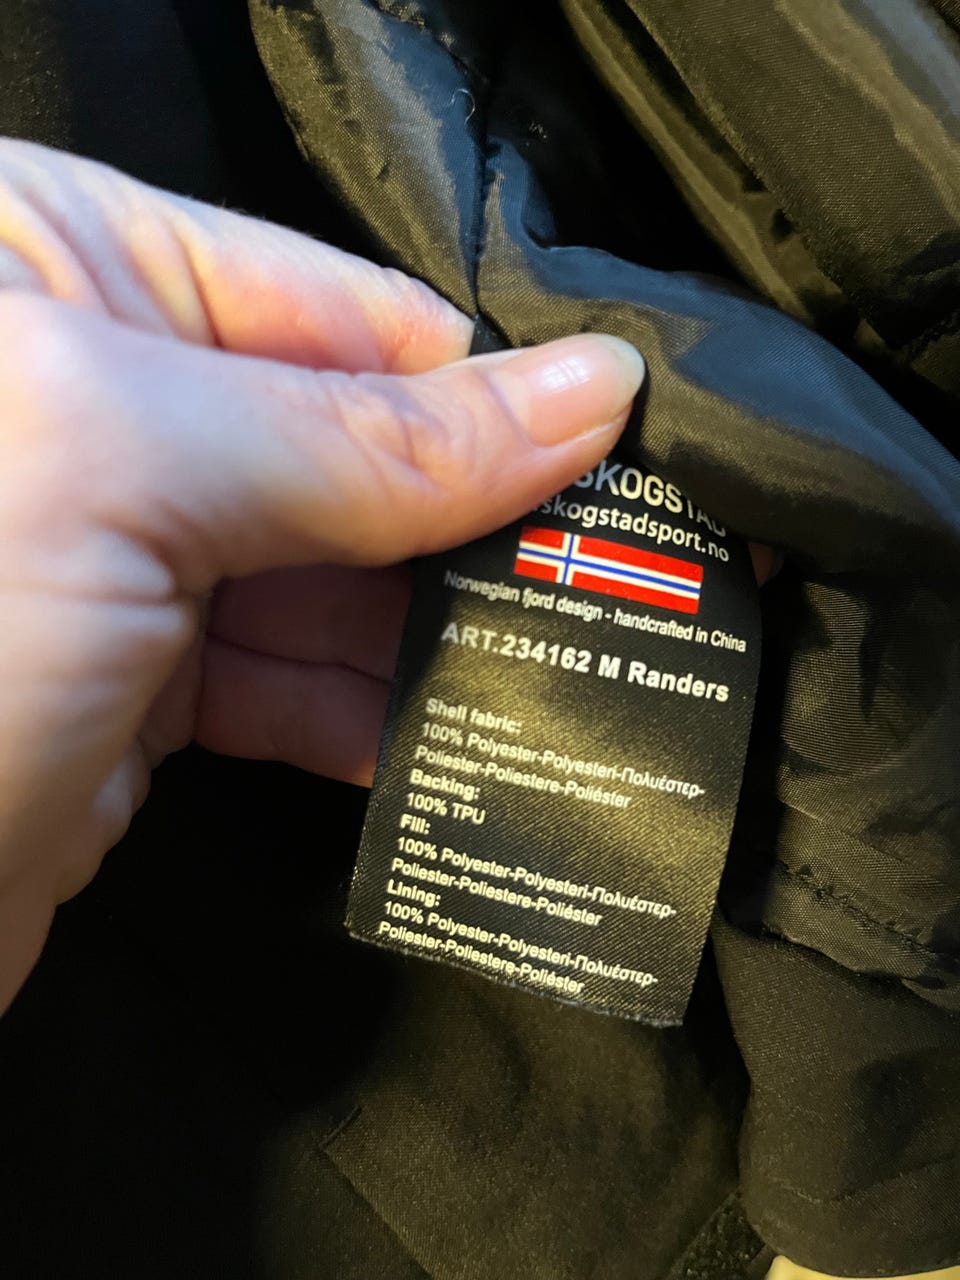 SKOGSTAD
skogstadsport.no
Norwegian fjord design - handcrafted in China
ART.234162 M Randers
Shell fabric:
100% Polyester-Polyesteri-Πολυέστερ-
Poliester-Poliestere-Poliéster
Backing:
100% TPU
Fill:
100% Polyester-Polyesteri-Πολυέστερ-
Poliester-Poliestere-Poliéster
Lining:
100% Polyester-Polyesteri-Πολυέστερ-
Poliester-Poliestere-Poliéster